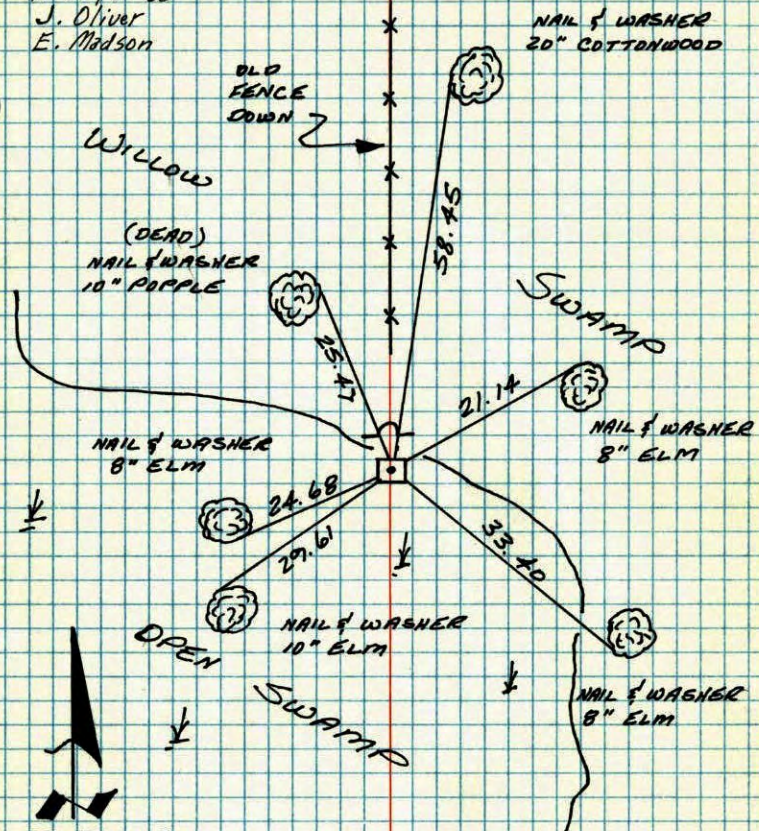 J. Oliver
E. Madson
NAIL & WASHER
20" COTTONWOOD
OLD
FENCE
DOWN
WILLOW
58.45
(DEAD)
NAIL & WASHER
10" POPPLE
SWAMP
25.47
21.14
NAIL & WASHER
8" ELM
NAIL & WASHER
8" ELM
24.68
29.61
33.40
OPEN
SWAMP
NAIL & WASHER
10" ELM
NAIL & WASHER
8" ELM